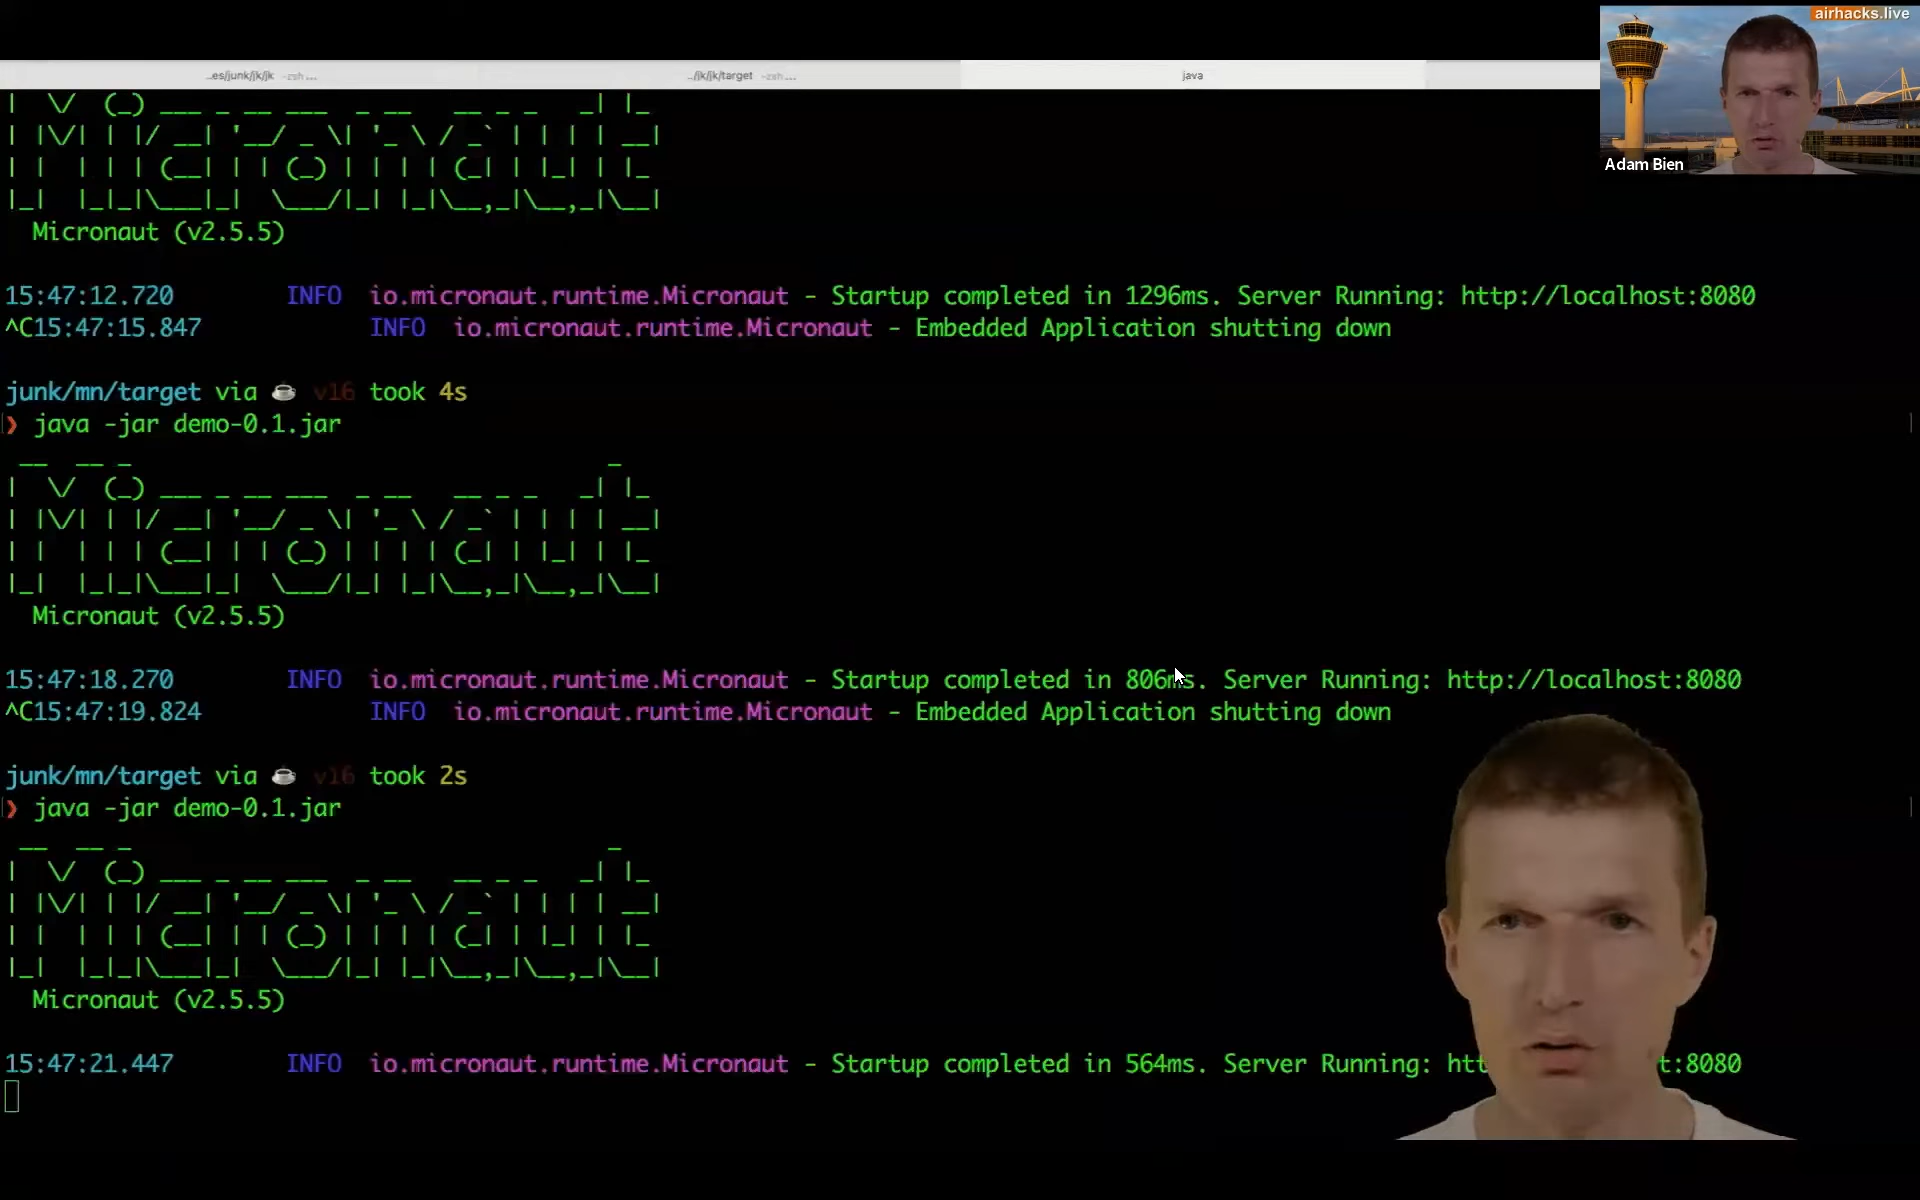 airhacks.live
..es/junk/jk/jk -zsh...
../jk/jk/target -zsh...
java
Adam Bien
Micronaut
Micronaut (v2.5.5)
15:47:12.720 INFO io.micronaut.runtime.Micronaut - Startup completed in 1296ms. Server Running: http://localhost:8080
^C15:47:15.847 INFO io.micronaut.runtime.Micronaut - Embedded Application shutting down
junk/mn/target via ☕ v16 took 4s
❯ java -jar demo-0.1.jar
Micronaut
Micronaut (v2.5.5)
15:47:18.270 INFO io.micronaut.runtime.Micronaut - Startup completed in 806ms. Server Running: http://localhost:8080
^C15:47:19.824 INFO io.micronaut.runtime.Micronaut - Embedded Application shutting down
junk/mn/target via ☕ v16 took 2s
❯ java -jar demo-0.1.jar
Micronaut
Micronaut (v2.5.5)
15:47:21.447 INFO io.micronaut.runtime.Micronaut - Startup completed in 564ms. Server Running: htt t:8080